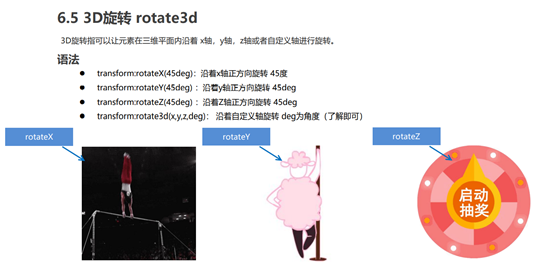 6.5 3D旋转 rotate3d
3D旋转指可以让元素在三维平面内沿着 x轴，y轴，z轴或者自定义轴进行旋转。
语法
● transform:rotateX(45deg)：沿着x轴正方向旋转 45度
● transform:rotateY(45deg) ：沿着y轴正方向旋转 45deg
● transform:rotateZ(45deg) ：沿着Z轴正方向旋转 45deg
● transform:rotate3d(x,y,z,deg)： 沿着自定义轴旋转 deg为角度（了解即可）
rotateX
rotateY
rotateZ
启动
抽奖